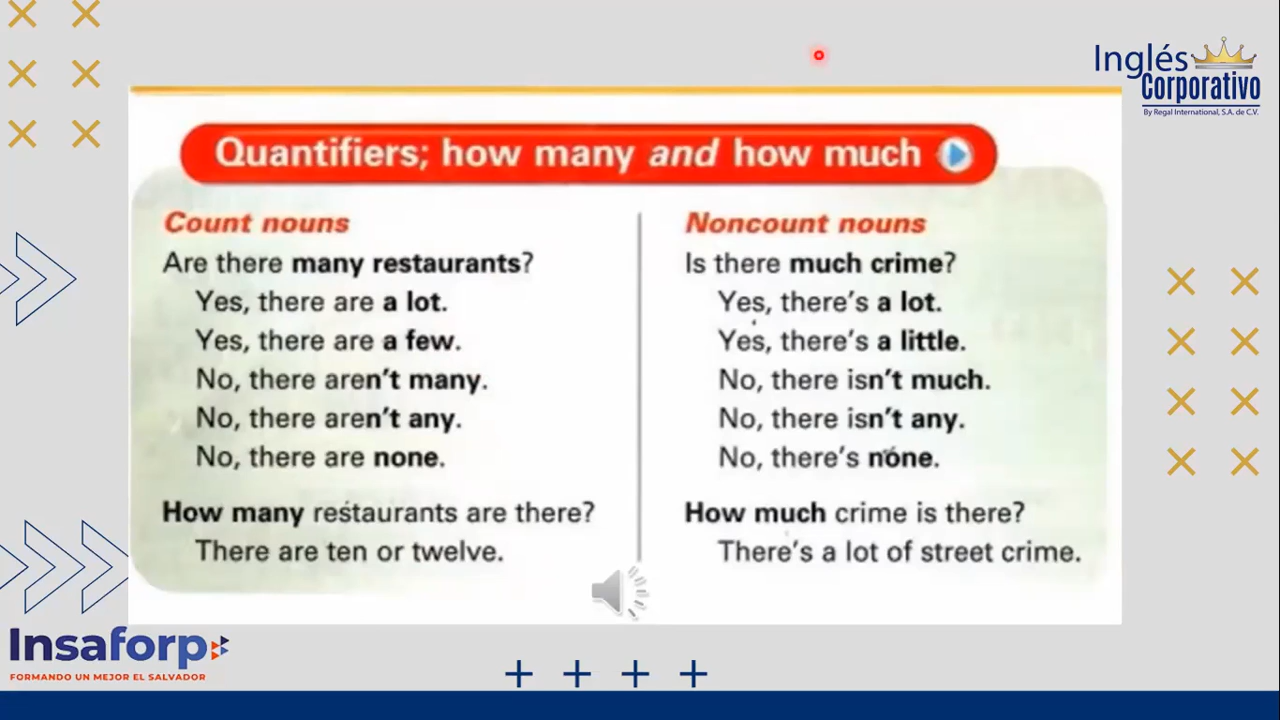 Inglés
Corporativo
By Regal International, S.A. de C.V.
Quantifiers; how many and how much
Count nouns
Are there many restaurants?
Yes, there are a lot.
Yes, there are a few.
No, there aren't many.
No, there aren't any.
No, there are none.
How many restaurants are there?
There are ten or twelve.
Noncount nouns
Is there much crime?
Yes, there's a lot.
Yes, there's a little.
No, there isn't much.
No, there isn't any.
No, there's none.
How much crime is there?
There's a lot of street crime.
Insaforp
FORMANDO UN MEJOR EL SALVADOR